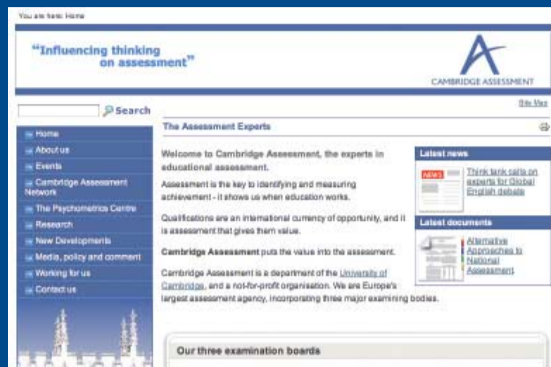 You are here: Home
“Influencing thinking
on assessment”
CAMBRIDGE ASSESSMENT
Site Map
Search
Home
About us
Events
Cambridge Assessment
Network
The Psychometrics Centre
Research
New Developments
Media, policy and comment
Working for us
Contact us
The Assessment Experts
Welcome to Cambridge Assessment, the experts in
educational assessment.
Assessment is the key to identifying and measuring
achievement - it shows us when education works.
Qualifications are an international currency of opportunity, and it
is assessment that gives them value.
Cambridge Assessment puts the value into the assessment.
Cambridge Assessment is a department of the University of
Cambridge, and a not-for-profit organisation. We are Europe's
largest assessment agency, incorporating three major examining bodies.
Latest news
NEWS
Think tank calls on
experts for Global
English debate
Latest documents
Alternative
Approaches to
National
Assessment
Our three examination boards